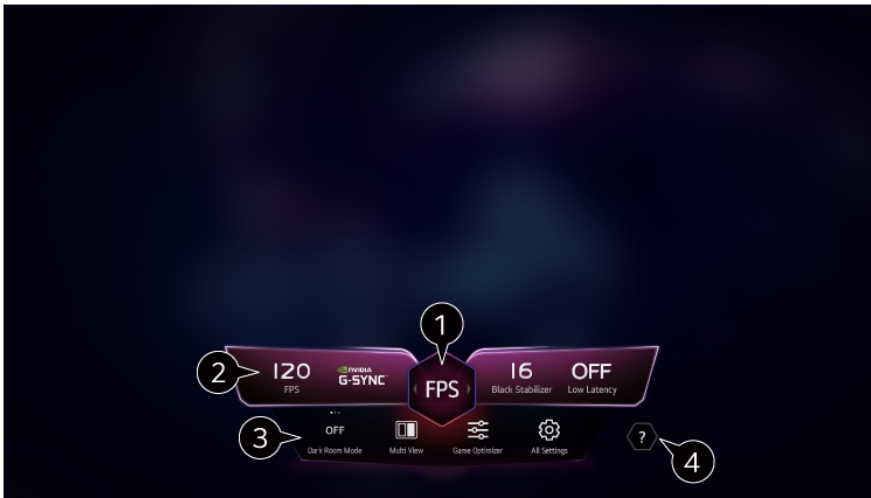 1
2
120
FPS
NVIDIA
G-SYNC
FPS
16
Black Stabilizer
OFF
Low Latency
3
OFF
Dark Room Mode
Multi View
Game Optimizer
All Settings
?
4